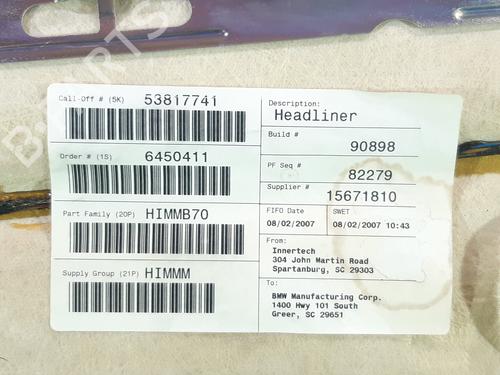 Call-Off # (5K) 53817741
Order # (1S) 6450411
Part Family (20P) HIMMB70
Supply Group (21P) HIMMM
Description:
Headliner
Build #
90898
PF Seq #
82279
Supplier #
15671810
FIFO Date SWET
08/02/2007 08/02/2007 10:43
From:
Innertech
304 John Martin Road
Spartanburg, SC 29303
To:
BMW Manufacturing Corp.
1400 Hwy 101 South
Greer, SC 29651